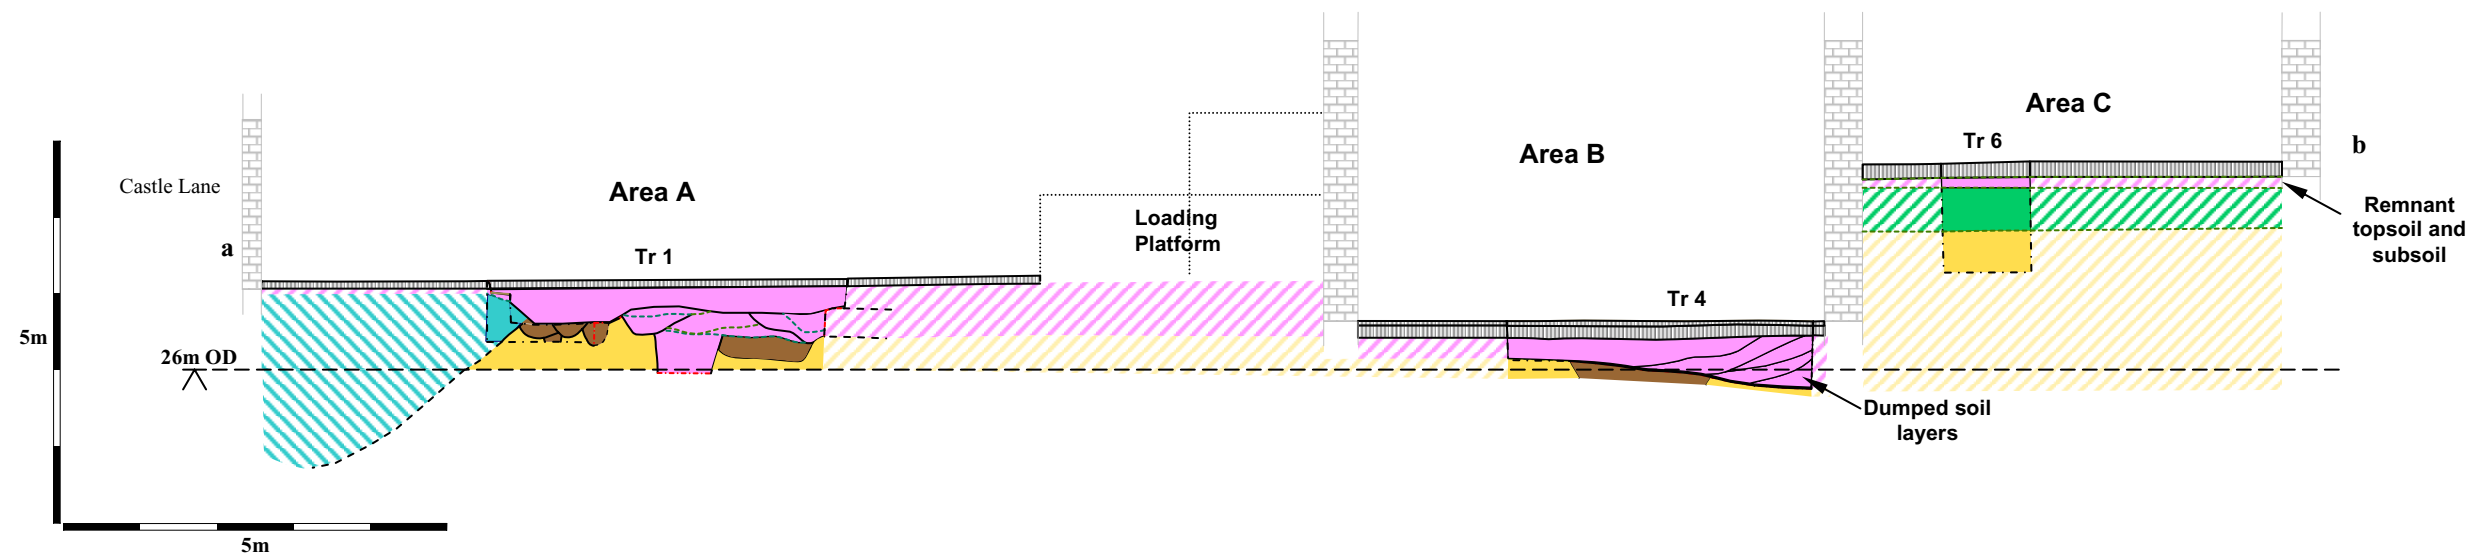 Area C
Tr 6
b
Area B
Castle Lane
Area A
Loading
Platform
Remnant
topsoil and
subsoil
a
Tr 1
Tr 4
5m
26m OD
Dumped soil
layers
5m